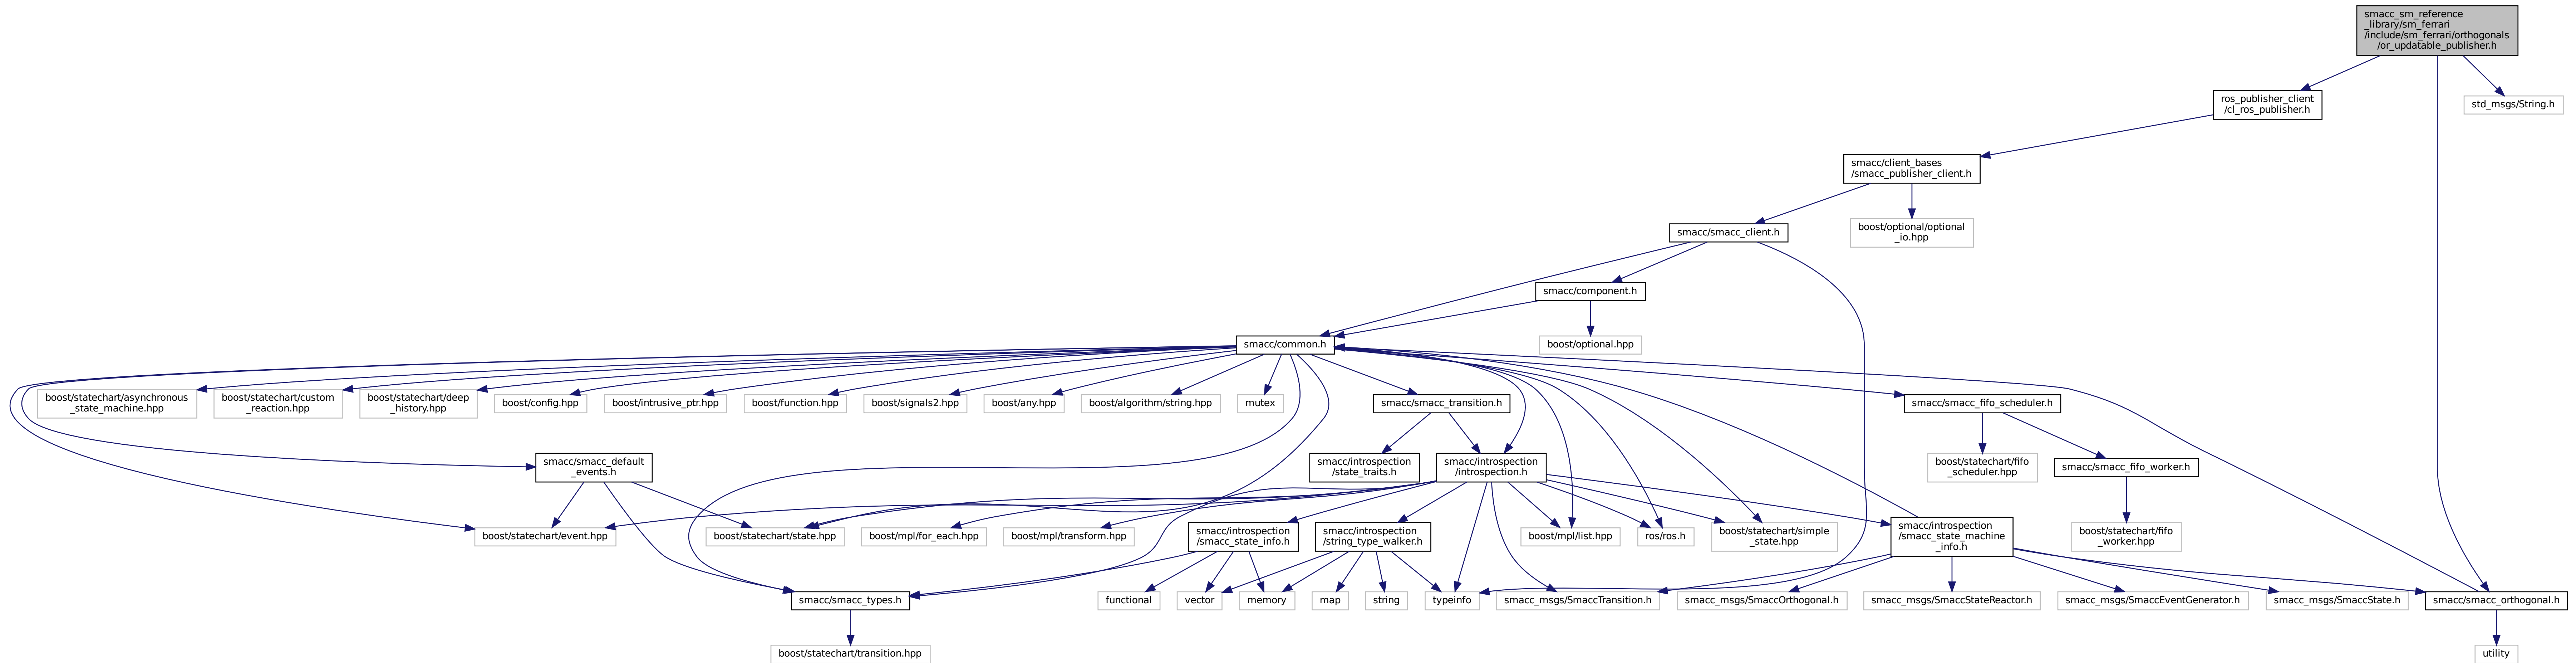 smacc_sm_reference
_library/sm_ferrari
/include/sm_ferrari/orthogonals
/or_updatable_publisher.h
ros_publisher_client
/cl_ros_publisher.h
std_msgs/String.h
smacc/client_bases
/smacc_publisher_client.h
smacc/smacc_client.h
boost/optional/optional
_io.hpp
smacc/component.h
smacc/common.h
boost/optional.hpp
boost/statechart/asynchronous
_state_machine.hpp
boost/statechart/custom
_reaction.hpp
boost/statechart/deep
_history.hpp
boost/config.hpp
boost/intrusive_ptr.hpp
boost/function.hpp
boost/signals2.hpp
boost/any.hpp
boost/algorithm/string.hpp
mutex
smacc/smacc_transition.h
smacc/smacc_fifo_scheduler.h
smacc/smacc_default
_events.h
smacc/introspection
/state_traits.h
smacc/introspection
/introspection.h
boost/statechart/fifo
_scheduler.hpp
smacc/smacc_fifo_worker.h
boost/statechart/event.hpp
boost/statechart/state.hpp
boost/mpl/for_each.hpp
boost/mpl/transform.hpp
smacc/introspection
/smacc_state_info.h
smacc/introspection
/string_type_walker.h
boost/mpl/list.hpp
ros/ros.h
boost/statechart/simple
_state.hpp
smacc/introspection
/smacc_state_machine
_info.h
boost/statechart/fifo
_worker.hpp
smacc/smacc_types.h
functional
vector
memory
map
string
typeinfo
smacc_msgs/SmaccTransition.h
smacc_msgs/SmaccOrthogonal.h
smacc_msgs/SmaccStateReactor.h
smacc_msgs/SmaccEventGenerator.h
smacc_msgs/SmaccState.h
smacc/smacc_orthogonal.h
boost/statechart/transition.hpp
utility